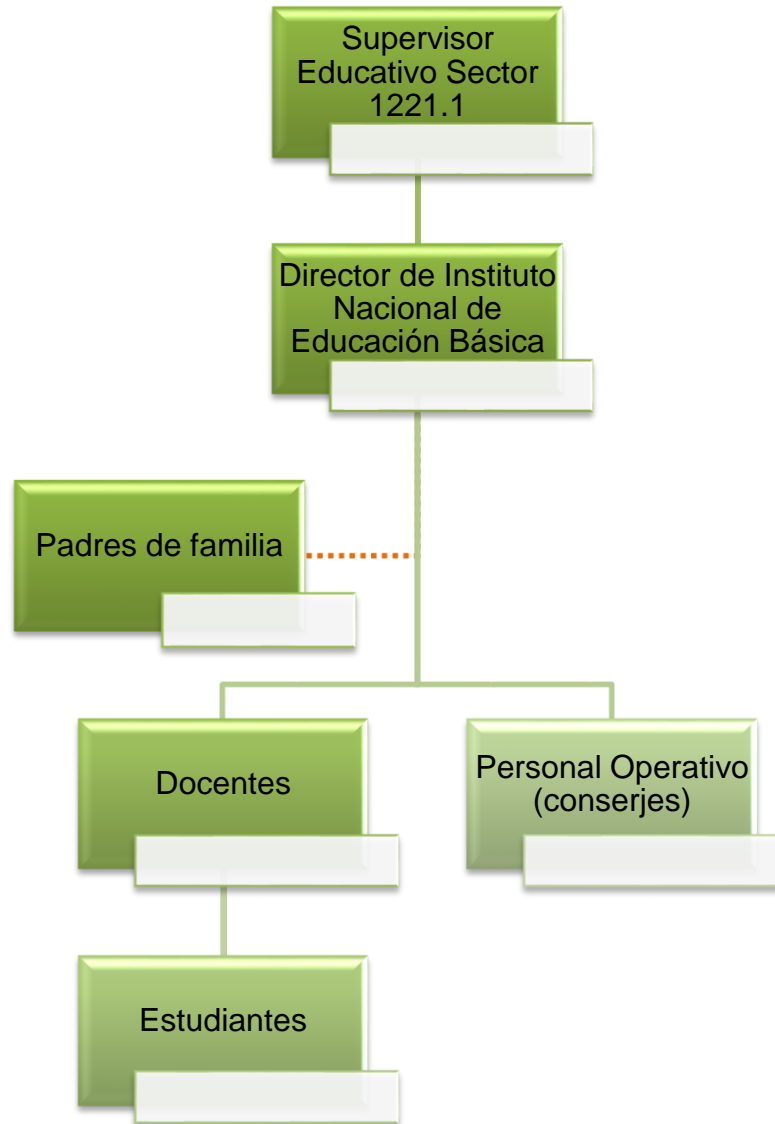 Supervisor
Educativo Sector
1221.1
Director de Instituto
Nacional de
Educación Básica
Padres de familia
Docentes
Personal Operativo
(conserjes)
Estudiantes